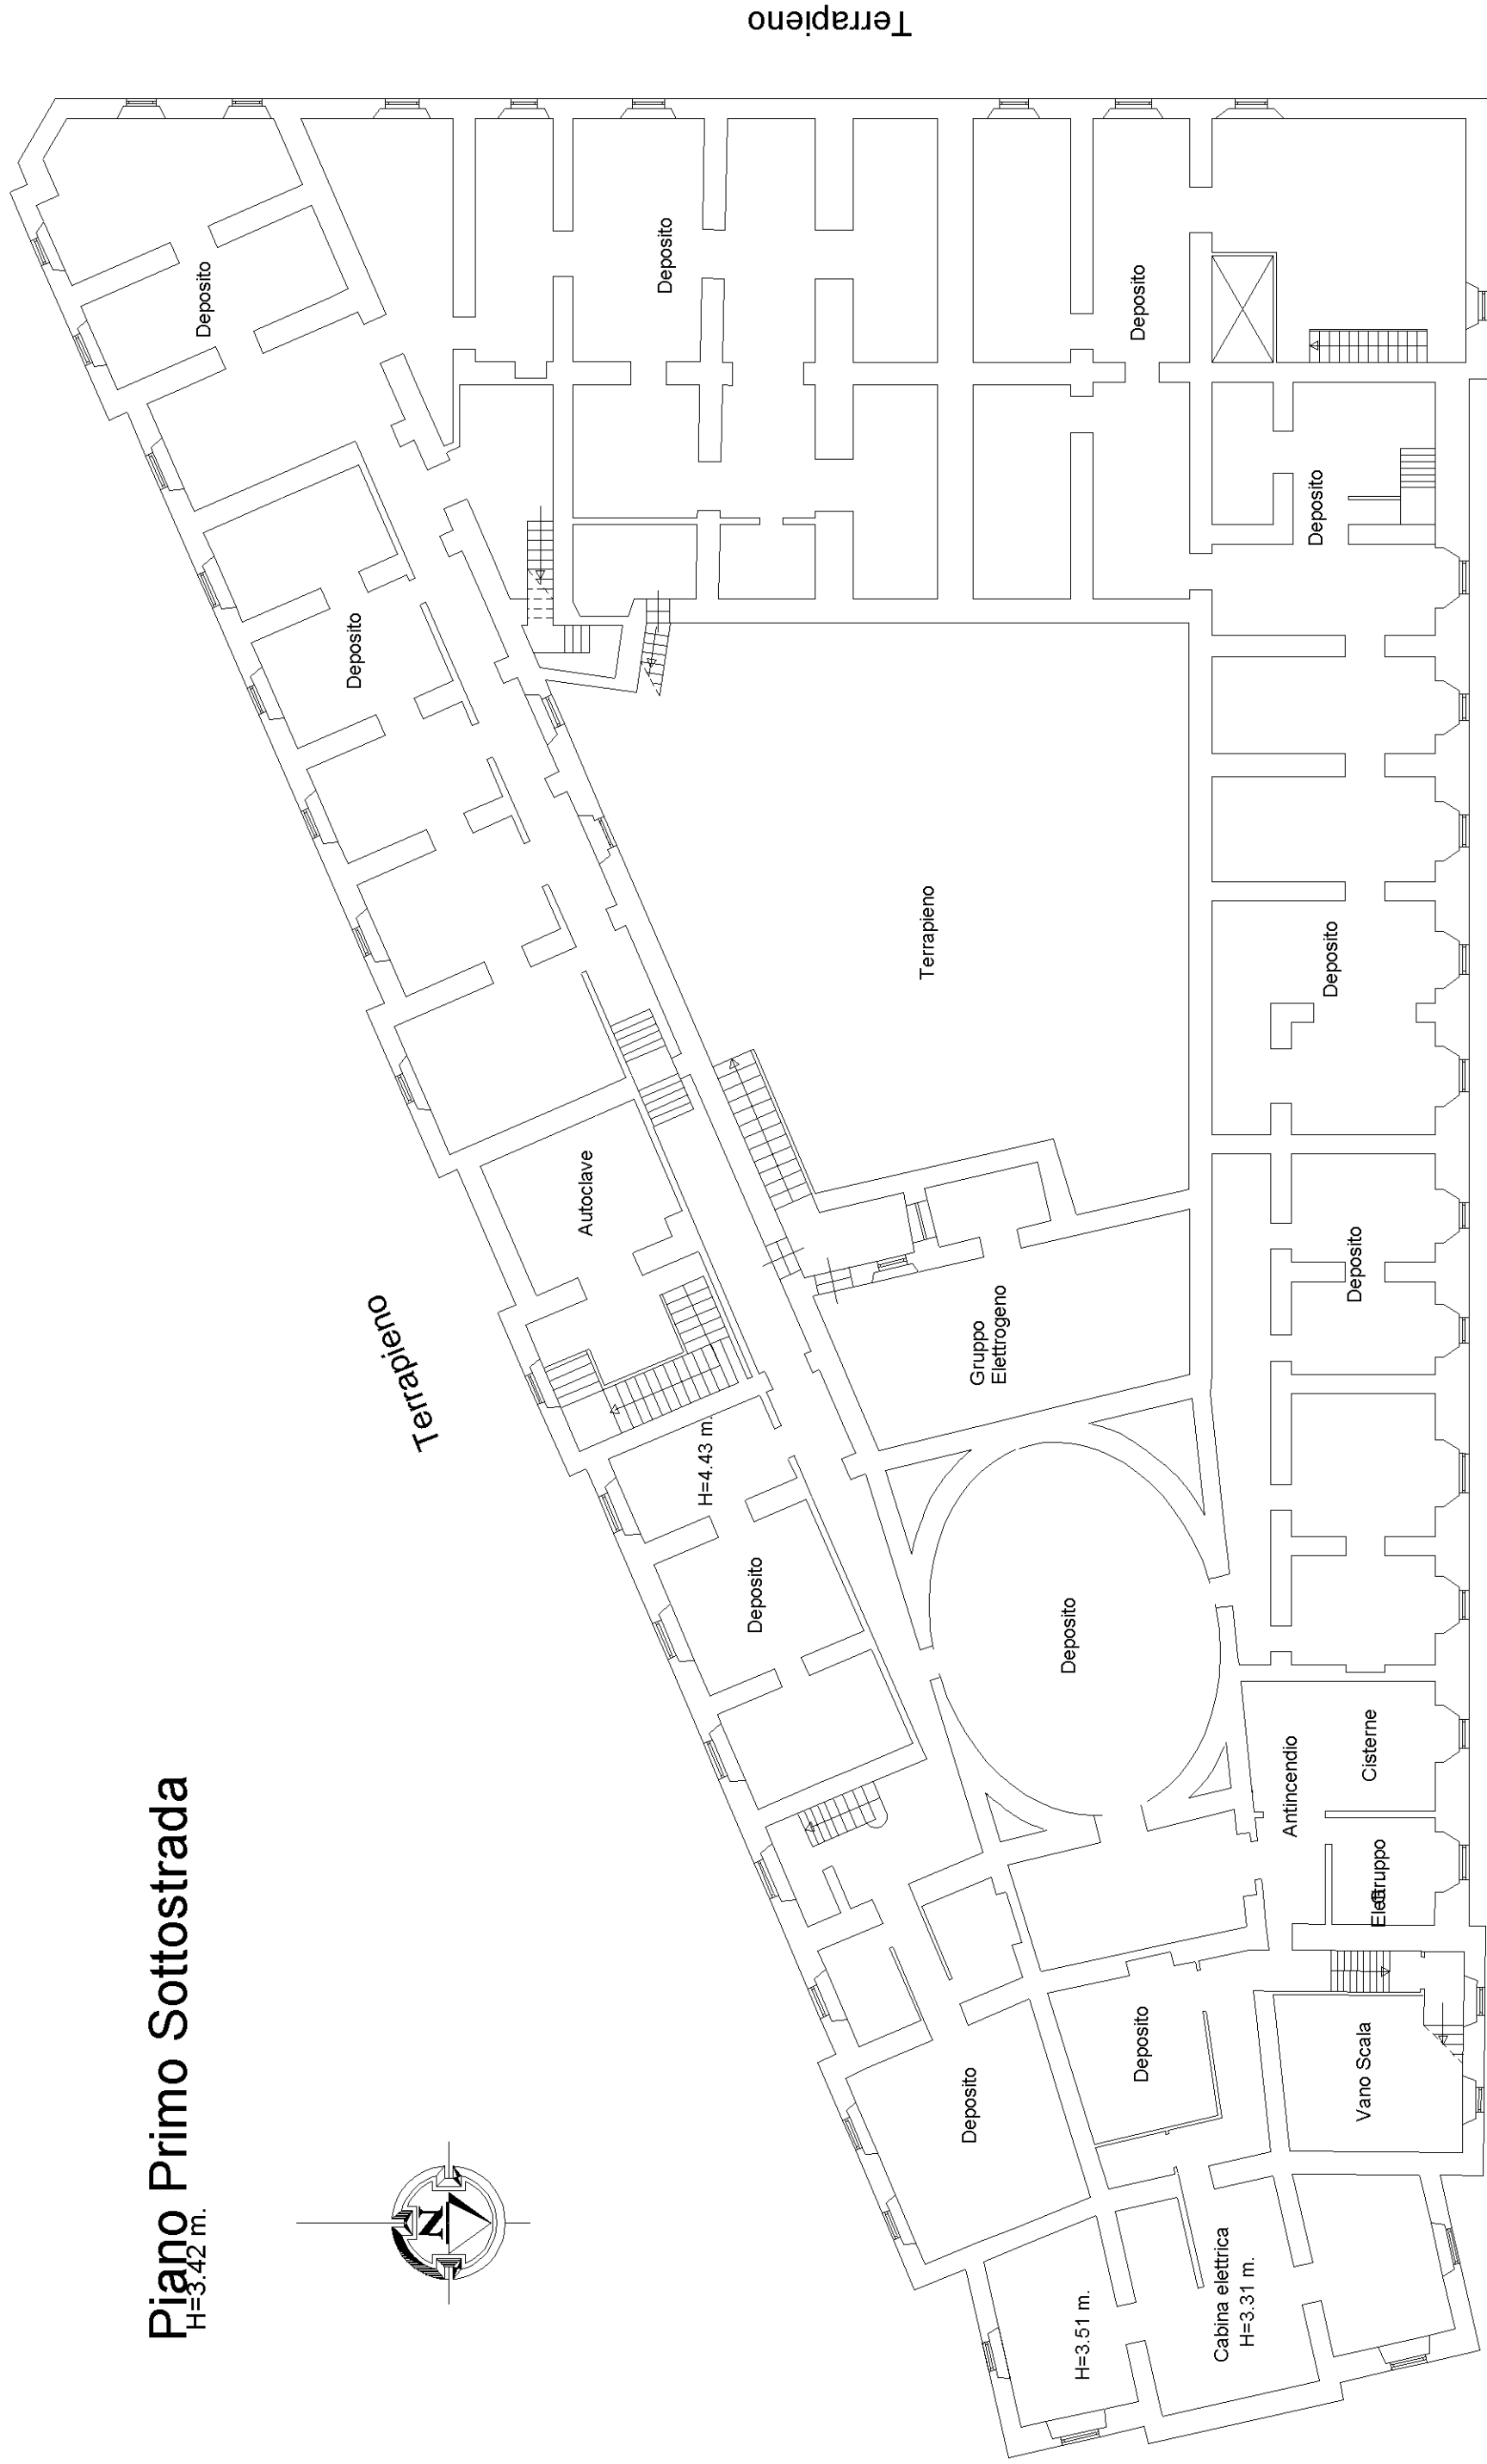 Piano Primo Sottostrada
H=3.42 m.
N
Terrapieno
Terrapieno
Deposito
Deposito
Deposito
Deposito
Deposito
Terrapieno
Deposito
Autoclave
Deposito
Gruppo
Elettrogeno
H=4.43 m.
Deposito
Deposito
Antincendio
Cisterne
Gruppo
Elett
Deposito
Deposito
Vano Scala
Cabina elettrica
H=3.31 m.
H=3.51 m.